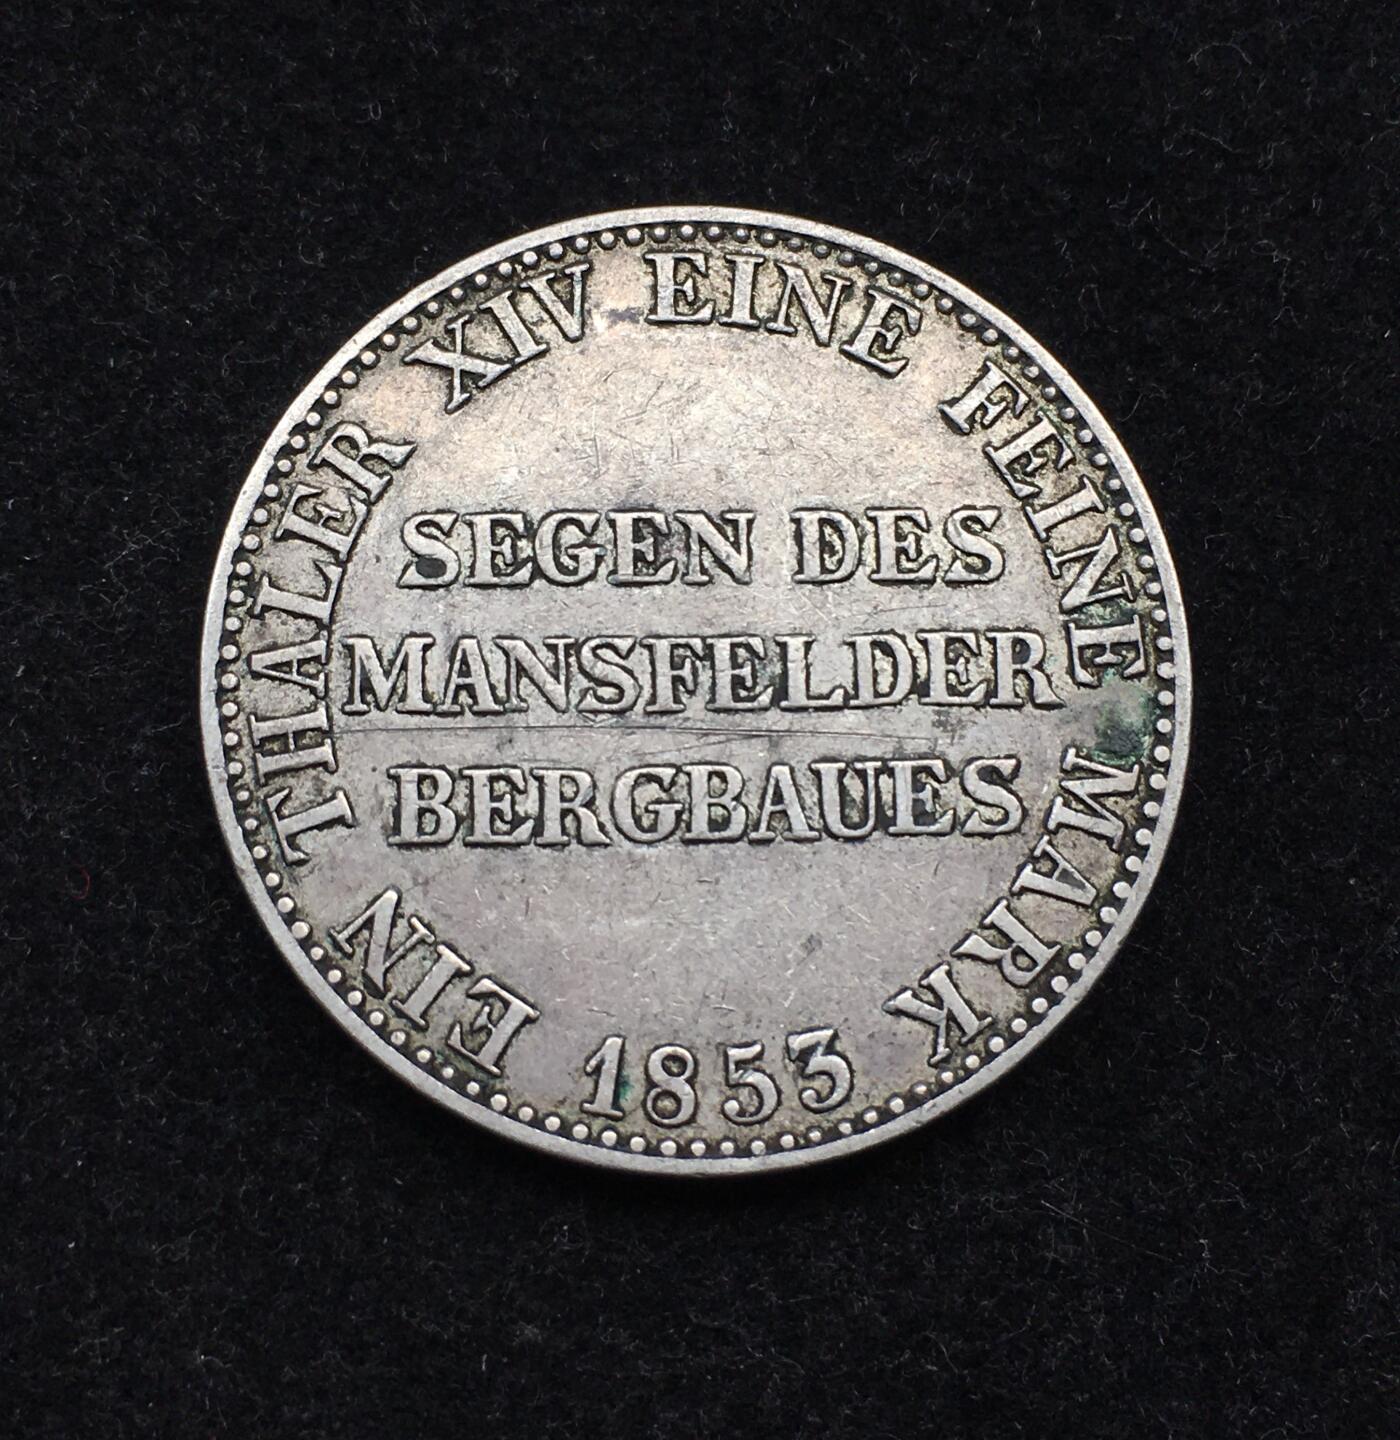 EIN THALER XIV EINE FEINE MARK
SEGEN DES
MANSFELDER
BERGBAUES
1853